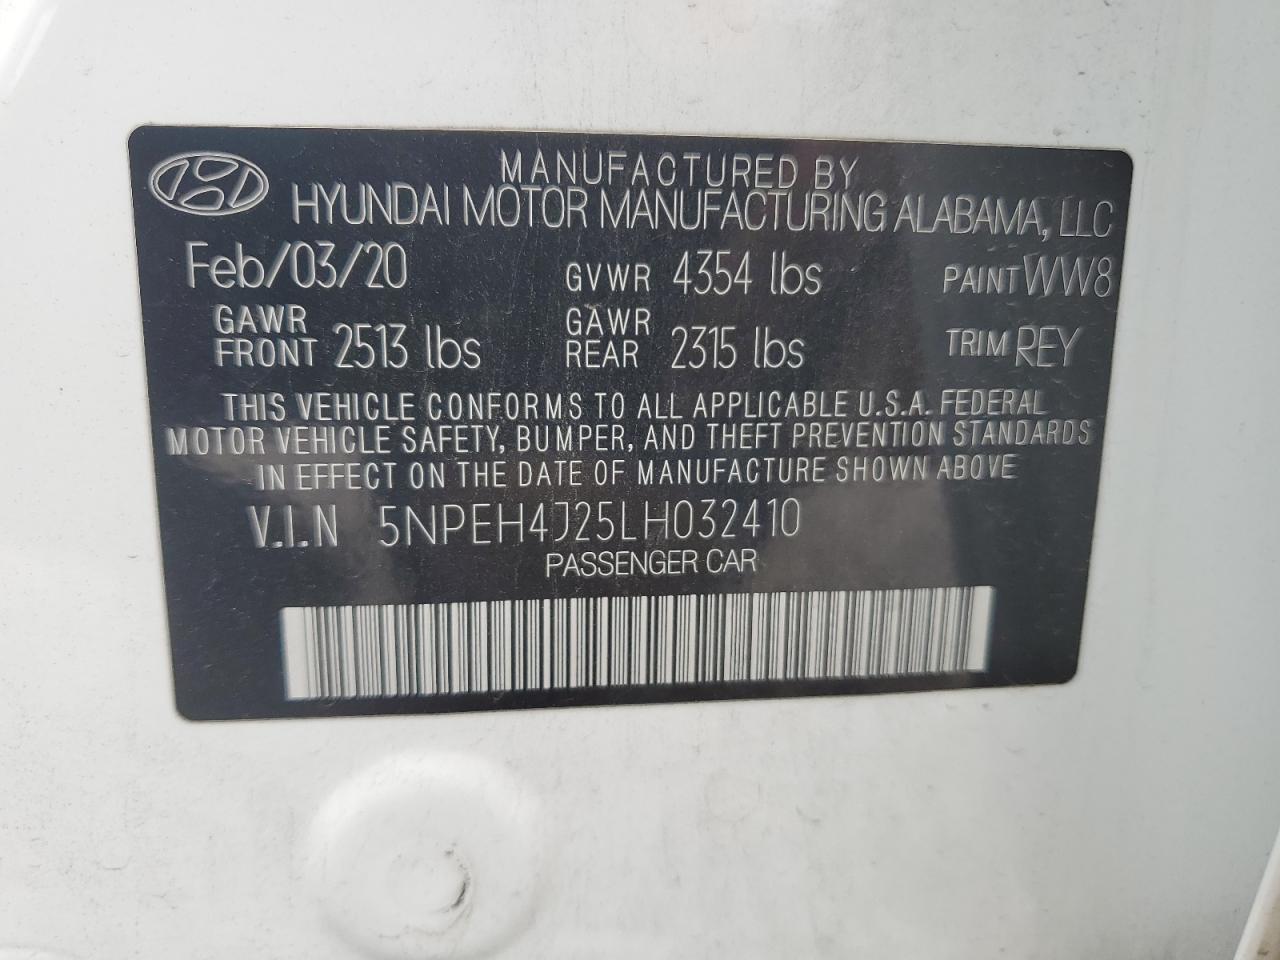 MANUFACTURED BY
HYUNDAI MOTOR MANUFACTURING ALABAMA, LLC
Feb/03/20 GVWR 4354 lbs PAINT WW8
GAWR FRONT 2513 lbs GAWR REAR 2315 lbs TRIM REY
THIS VEHICLE CONFORMS TO ALL APPLICABLE U.S.A. FEDERAL
MOTOR VEHICLE SAFETY, BUMPER, AND THEFT PREVENTION STANDARDS
IN EFFECT ON THE DATE OF MANUFACTURE SHOWN ABOVE
V.I.N 5NPEH4J25LH032410
PASSENGER CAR